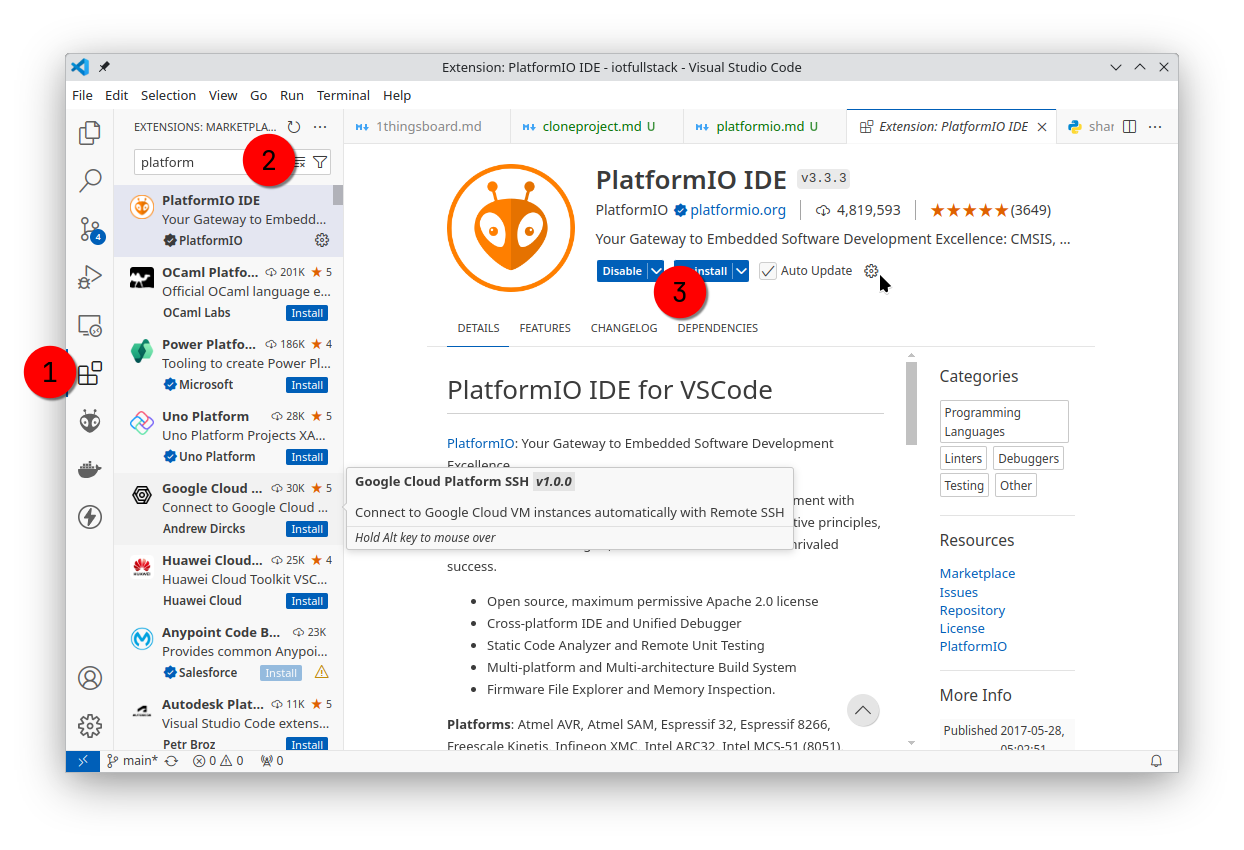 Extension: PlatformIO IDE - iotfullstack - Visual Studio Code
File Edit Selection View Go Run Terminal Help
EXTENSIONS: MARKETPLA...
1thingsboard.md
cloneproject.md U
platformio.md U
Extension: PlatformIO IDE
shar
platform
2
4
1
PlatformIO IDE
Your Gateway to Embedd...
PlatformIO
OCaml Platfo... 201K 5
Official OCaml language e...
OCaml Labs Install
Power Platfo... 186K 4
Tooling to create Power Pl...
Microsoft Install
Uno Platform 28K 5
Uno Platform Projects XA...
Uno Platform Install
Google Cloud ... 30K 5
Connect to Google Cloud ...
Andrew Dircks Install
Huawei Cloud... 25K 4
HUAWEI
Huawei Cloud Toolkit VSC...
Huawei Cloud Install
Anypoint Code B... 23K
Provides common Anypoi...
Salesforce Install
Autodesk Plat... 11K 5
Visual Studio Code extens...
Petr Broz Install
PlatformIO IDE v3.3.3
PlatformIO platformio.org 4,819,593 (3649)
Your Gateway to Embedded Software Development Excellence: CMSIS, ...
Disable install Auto Update
3
DETAILS FEATURES CHANGELOG DEPENDENCIES
PlatformIO IDE for VSCode
PlatformIO: Your Gateway to Embedded Software Development
Excellence
Google Cloud Platform SSH v1.0.0
Connect to Google Cloud VM instances automatically with Remote SSH
Hold Alt key to mouse over
ment with
tive principles,
nrivaled
success.
• Open source, maximum permissive Apache 2.0 license
• Cross-platform IDE and Unified Debugger
• Static Code Analyzer and Remote Unit Testing
• Multi-platform and Multi-architecture Build System
• Firmware File Explorer and Memory Inspection.
Platforms: Atmel AVR, Atmel SAM, Espressif 32, Espressif 8266,
Freescale Kinetis, Infineon XMC, Intel ARC32, Intel MCS-51 (8051),
Categories
Programming
Languages
Linters Debuggers
Testing Other
Resources
Marketplace
Issues
Repository
License
PlatformIO
More Info
Published 2017-05-28,
05:02:51
main* 0 0 0